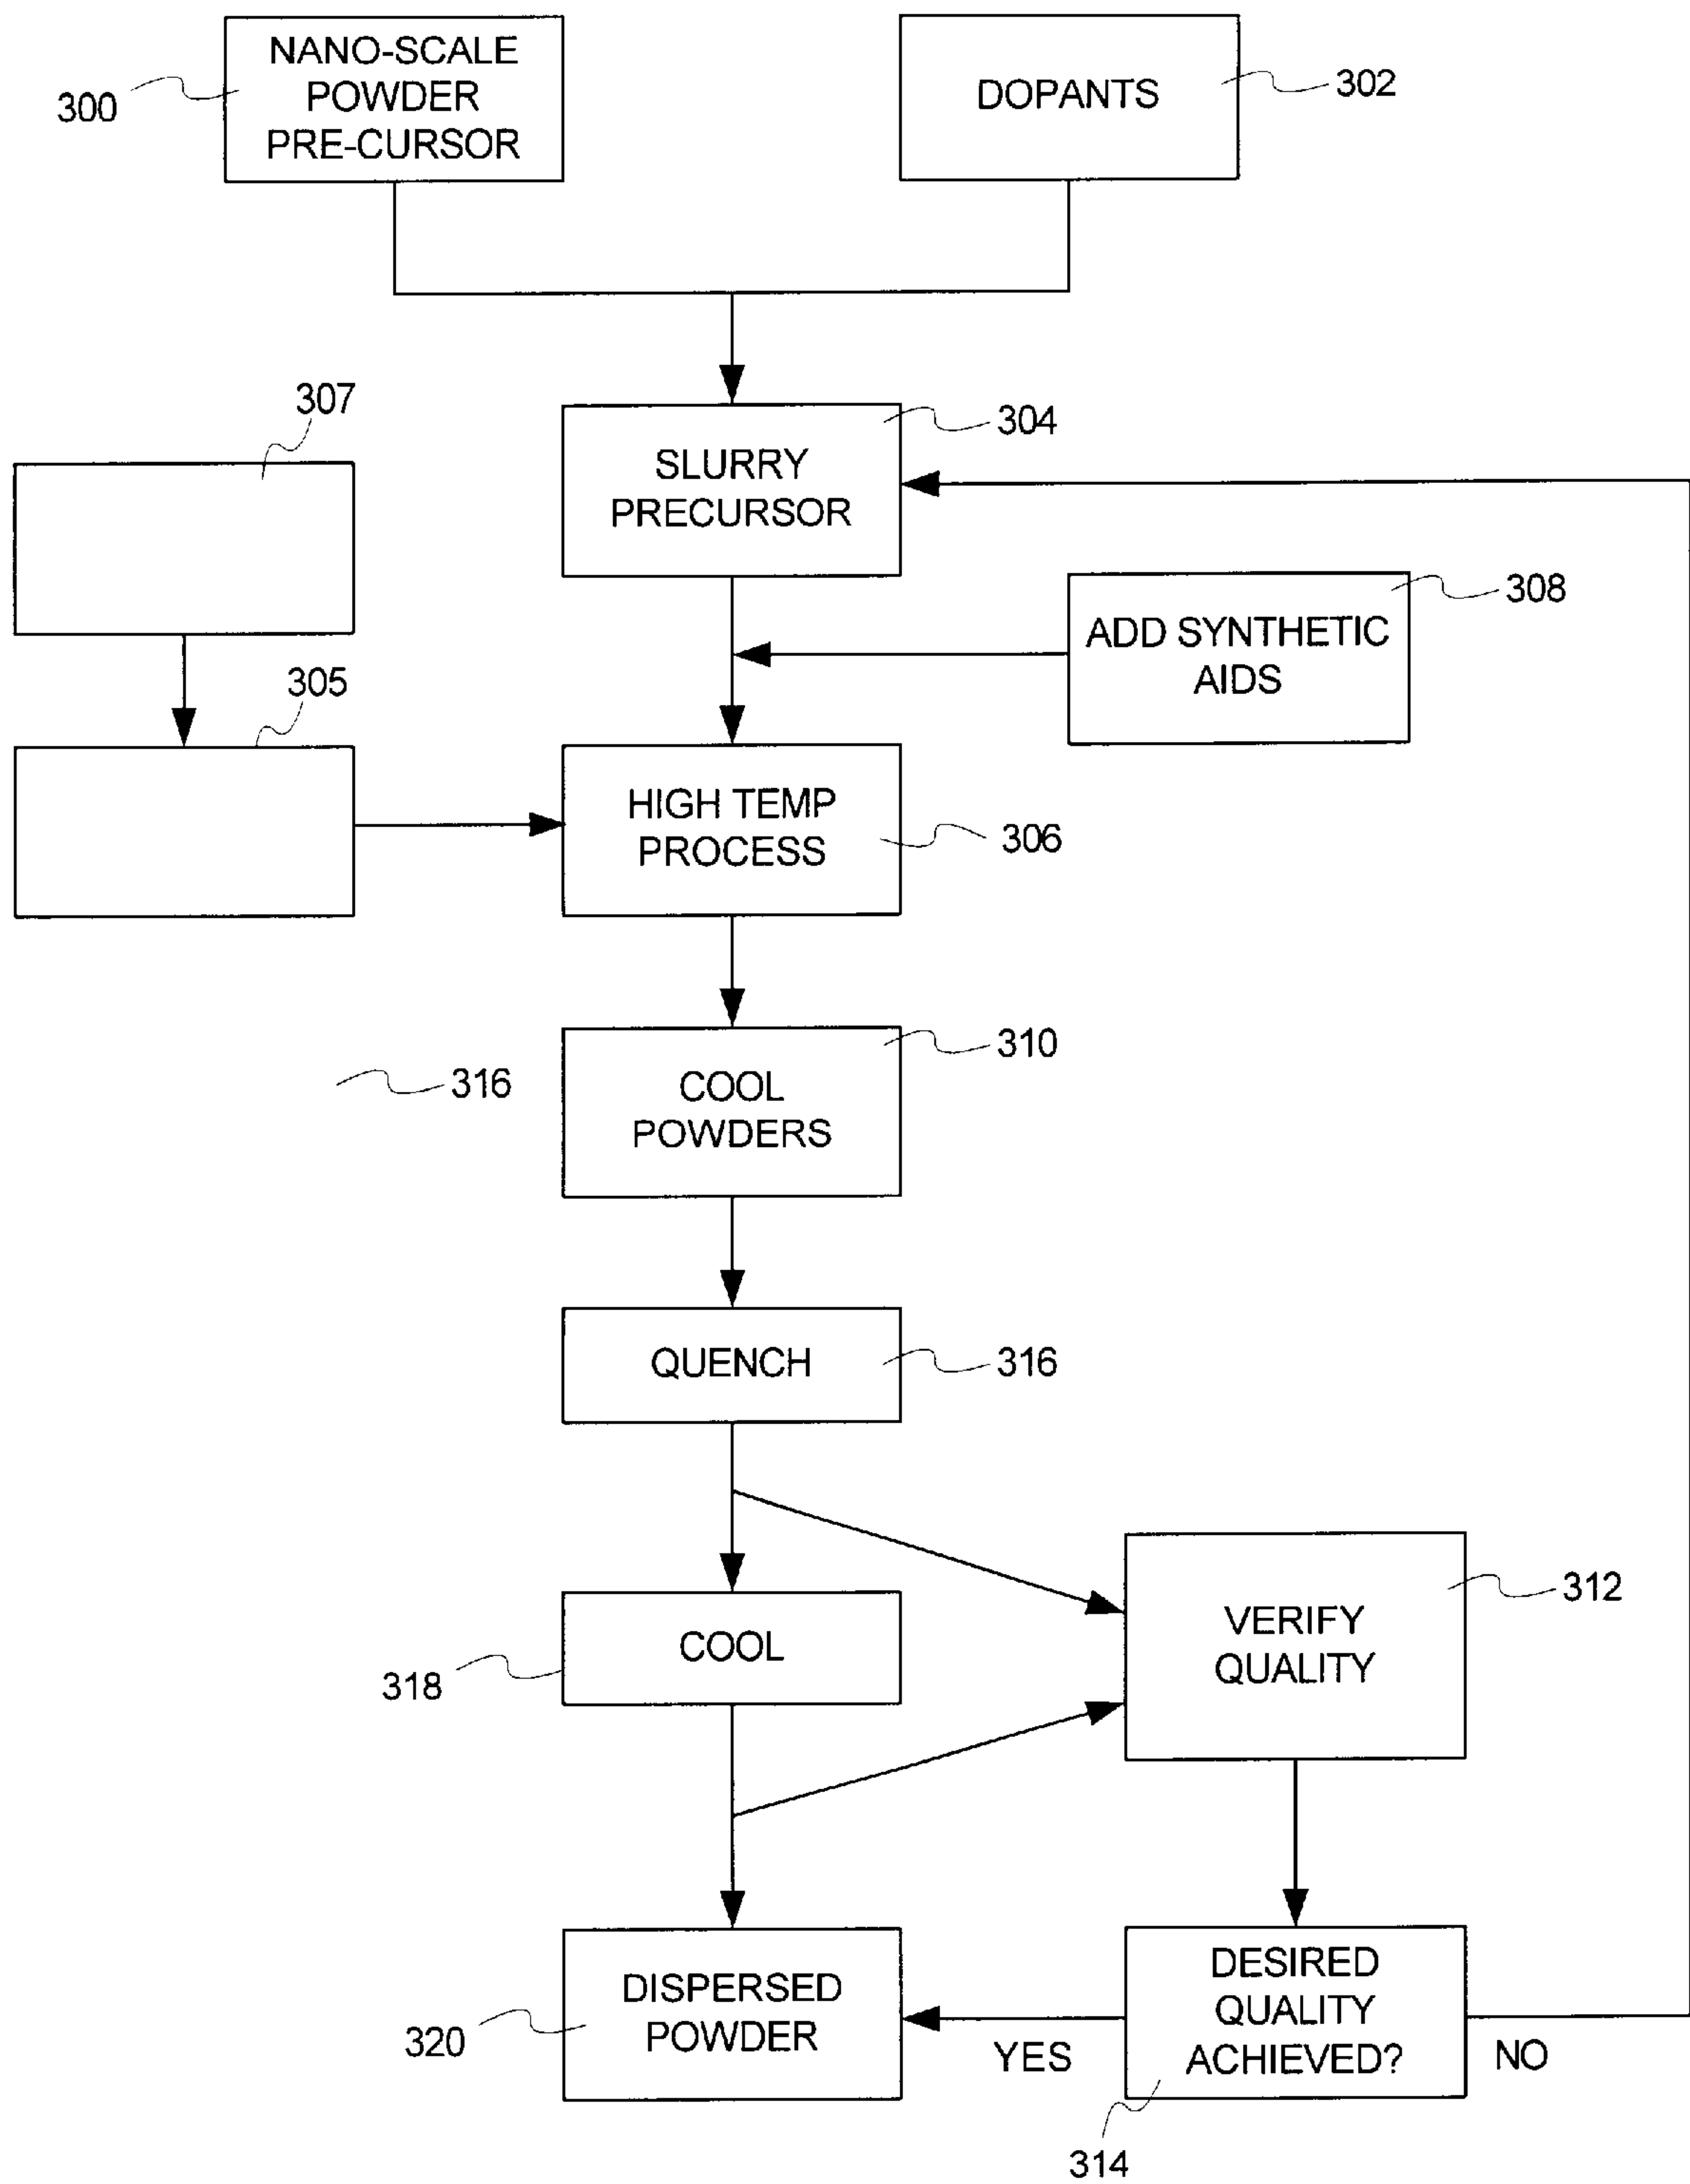 NANO-SCALE
POWDER
PRE-CURSOR
300
DOPANTS
302
307
304
SLURRY
PRECURSOR
308
ADD SYNTHETIC
AIDS
305
HIGH TEMP
PROCESS
306
310
316
COOL
POWDERS
QUENCH
316
312
VERIFY
QUALITY
COOL
318
DESIRED
QUALITY
ACHIEVED?
DISPERSED
POWDER
320
YES
NO
314